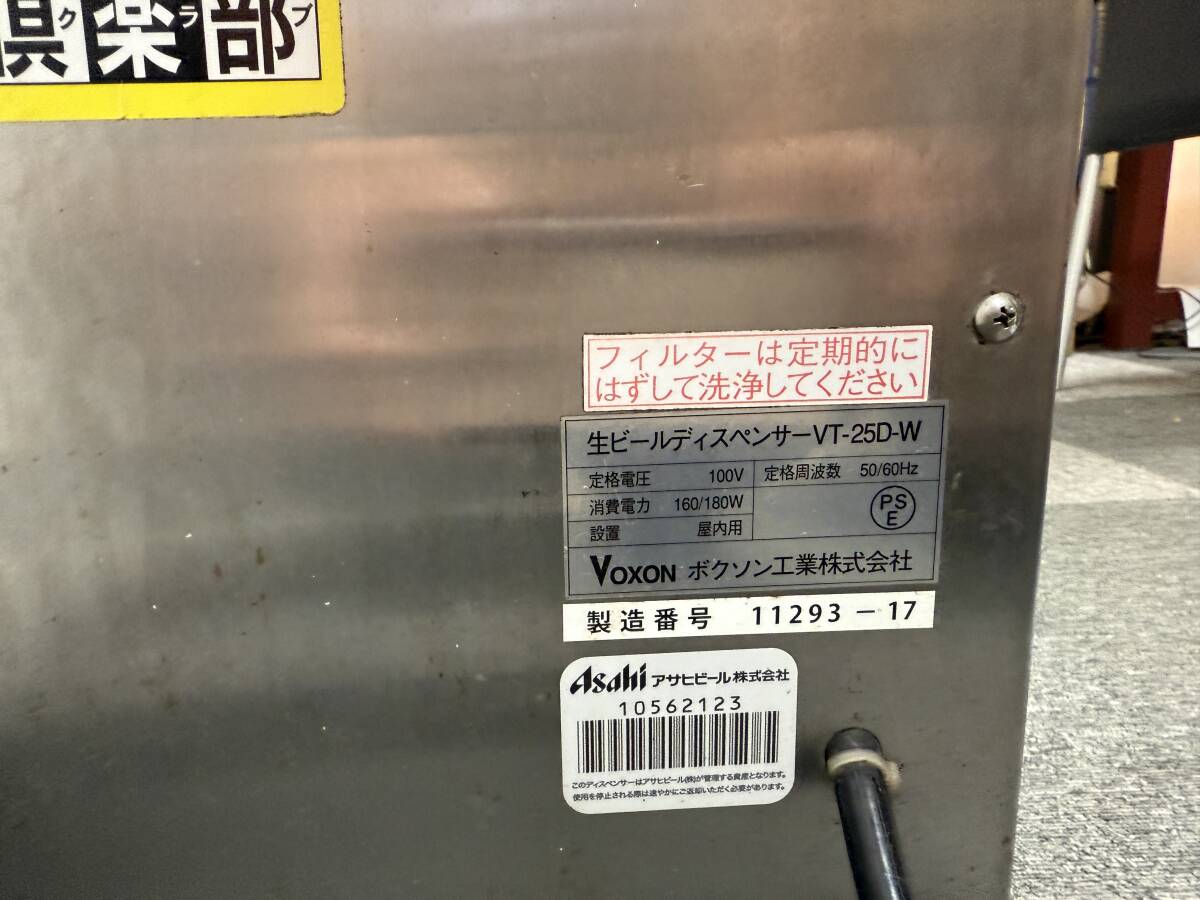 クラブ
倶楽部
フィルターは定期的に
はずして洗浄してください
生ビールディスペンサーVT-25D-W
定格電圧 100V 定格周波数 50/60Hz
消費電力 160/180W
PS
E
設置 屋内用
VOXON ボクソン工業株式会社
製造番号 11293-17
Asahi アサヒビール株式会社
10562123
このディスペンサーはアサヒビール(株)が管理する資産となります。
使用を停止される際は速やかにご返却いただく必要があります。